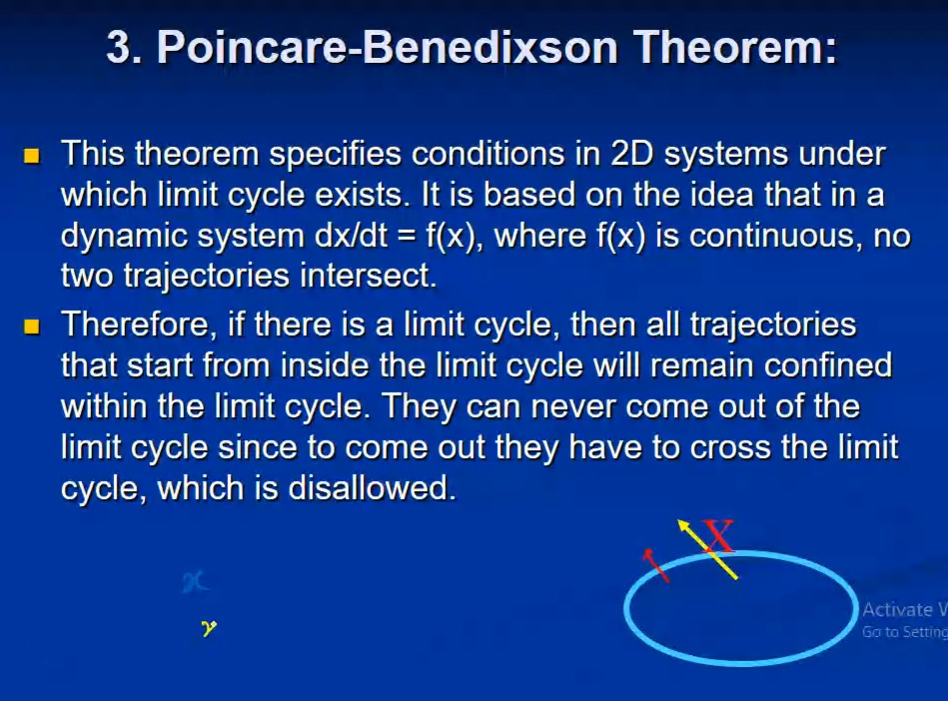 3. Poincare-Benedixson Theorem:
This theorem specifies conditions in 2D systems under
which limit cycle exists. It is based on the idea that in a
dynamic system dx/dt = f(x), where f(x) is continuous, no
two trajectories intersect.
Therefore, if there is a limit cycle, then all trajectories
that start from inside the limit cycle will remain confined
within the limit cycle. They can never come out of the
limit cycle since to come out they have to cross the limit
cycle, which is disallowed.
X
Activate
Go to Setting